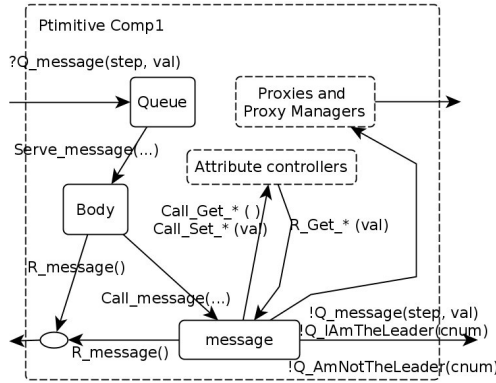 Ptimitive Comp1
?Q_message(step, val)
Queue
Proxies and
Proxy Managers
Serve_message(...)
Attribute controllers
Body
Call_Get_* ( )
Call_Set_* (val)
R_Get_* (val)
R_message()
Call_message(...)
!Q_message(step, val)
!Q_IAmTheLeader(cnum)
message
R_message()
!Q_AmNotTheLeader(cnum)